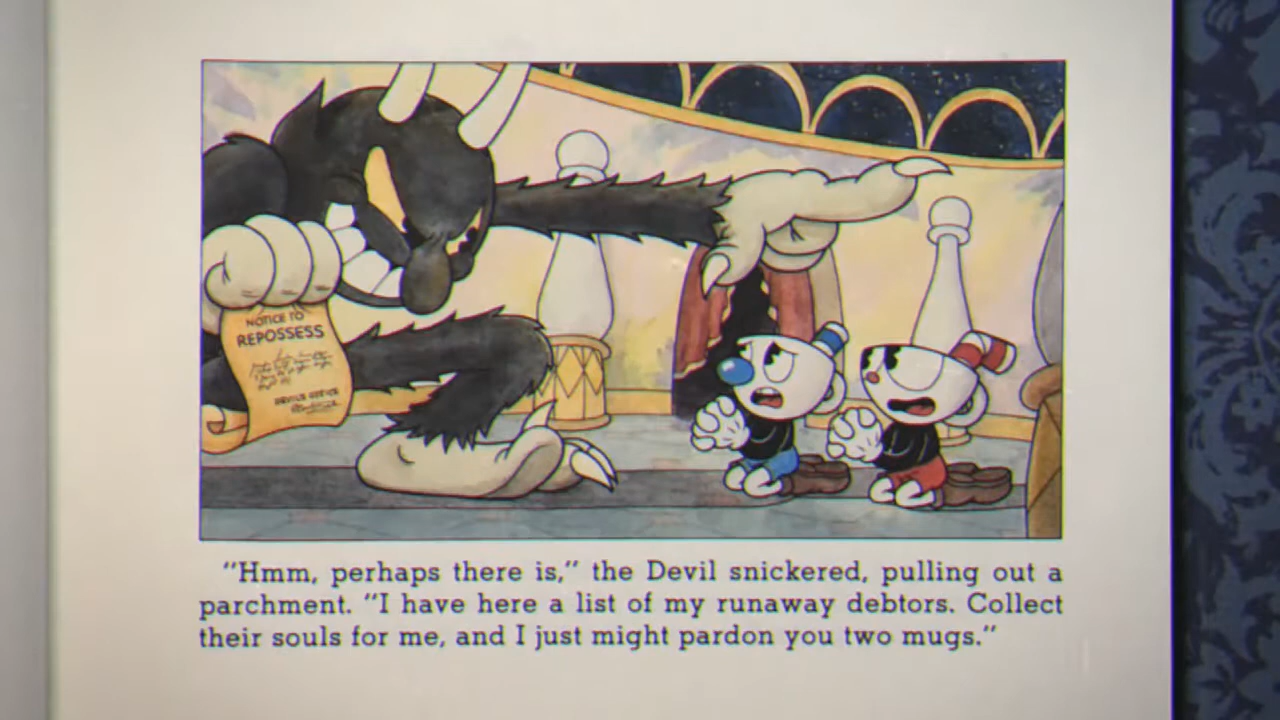 NOTICE TO
REPOSSESS
“Hmm, perhaps there is,” the Devil snickered, pulling out a
parchment. “I have here a list of my runaway debtors. Collect
their souls for me, and I just might pardon you two mugs.”